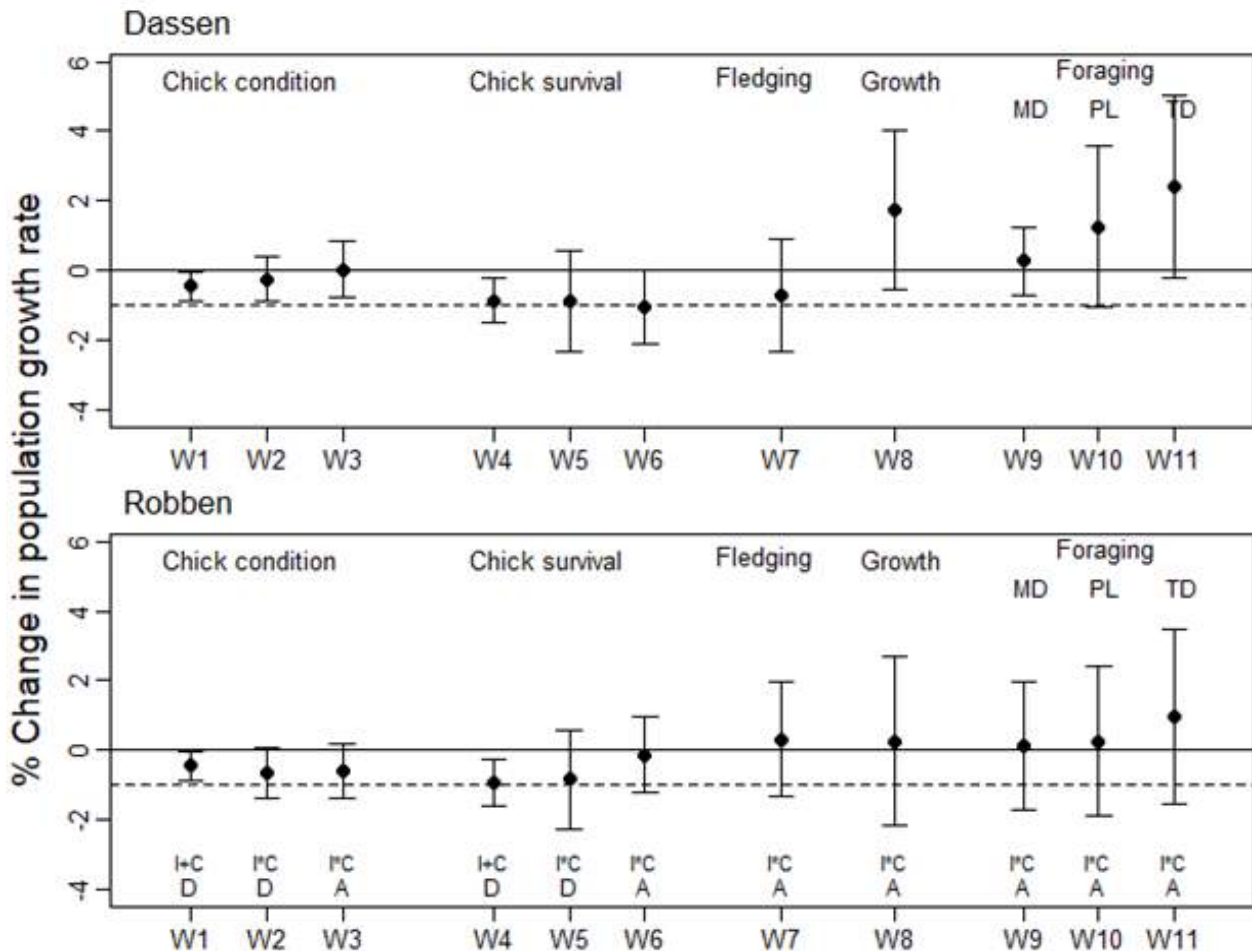 Dassen
% Change in population growth rate
Chick condition Chick survival Fledging Growth Foraging
MD PL TD
6
4
2
0
-2
-4
W1 W2 W3 W4 W5 W6 W7 W8 W9 W10 W11
Robben
Chick condition Chick survival Fledging Growth Foraging
MD PL TD
6
4
2
0
-2
-4
I+C I*C I*C I+C I*C I*C I*C I*C I*C I*C I*C
D D A D D A A A A A A
W1 W2 W3 W4 W5 W6 W7 W8 W9 W10 W11